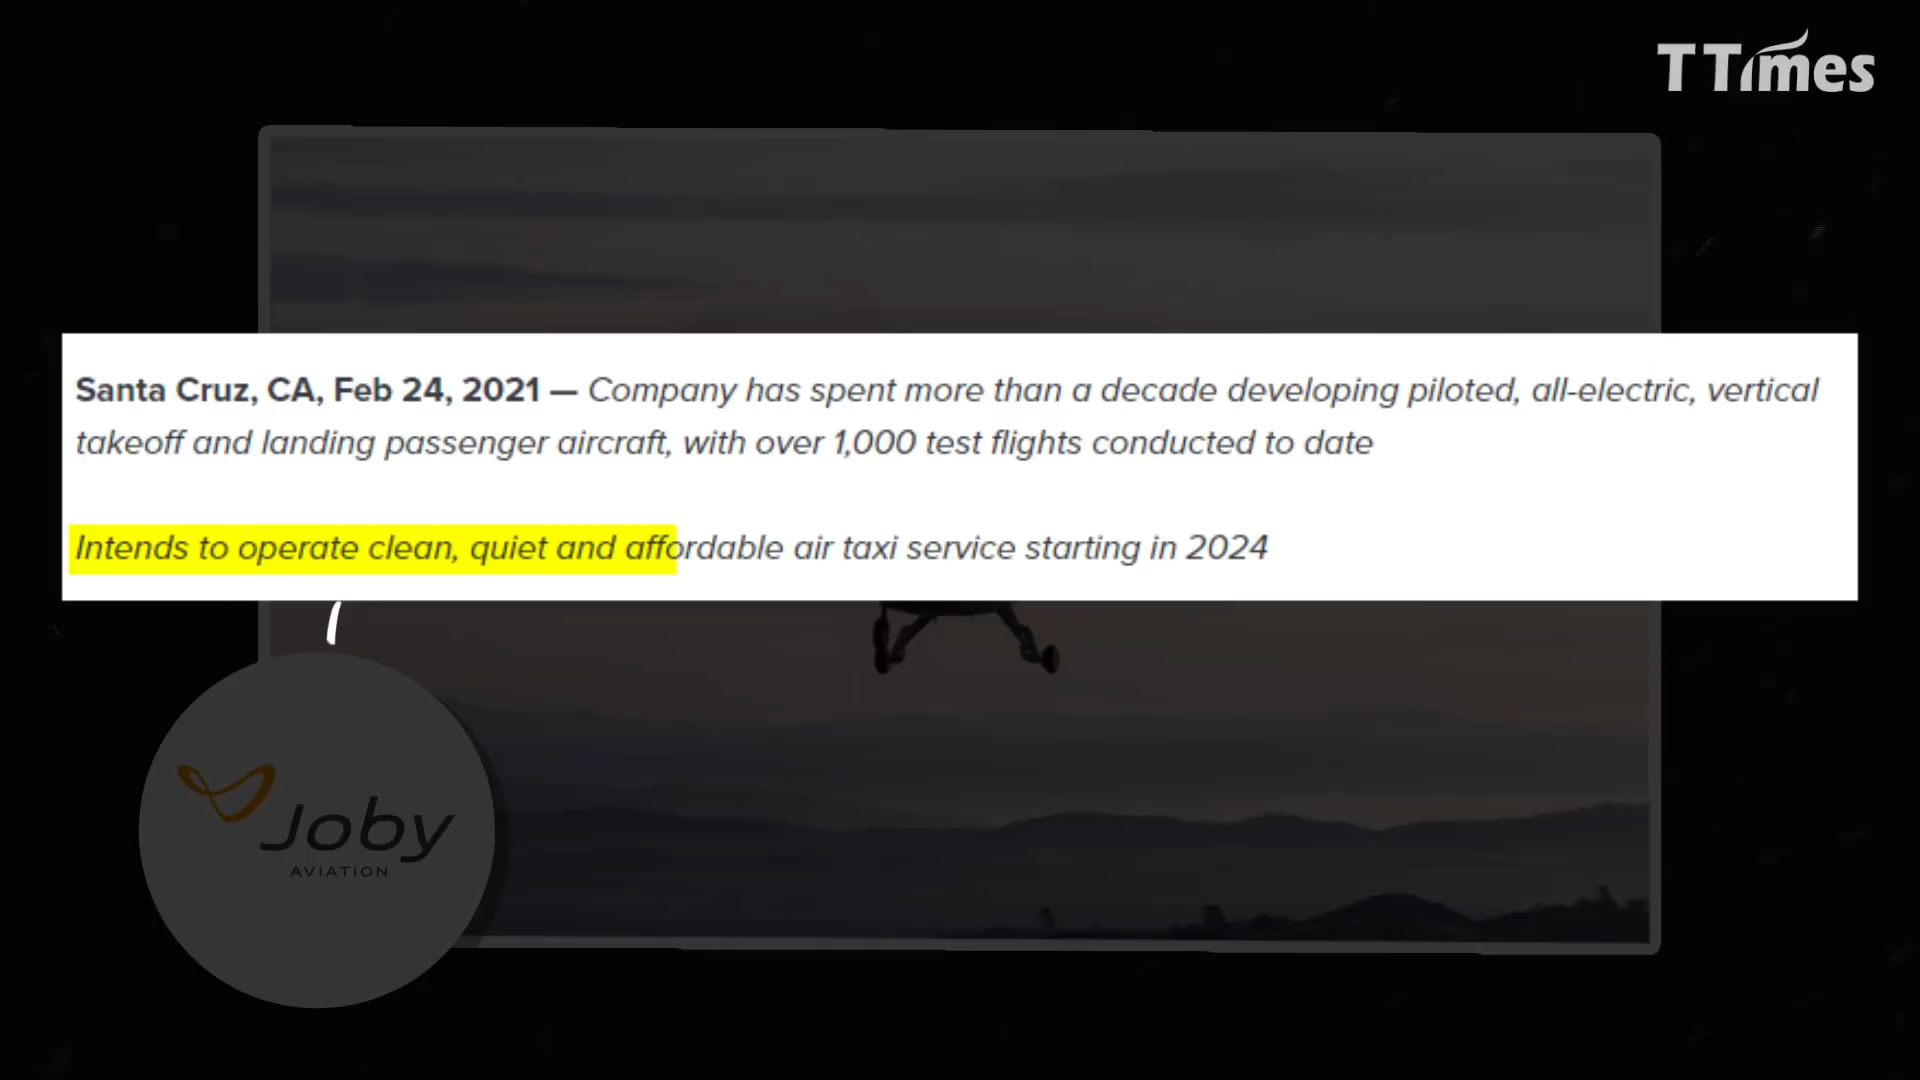 TTimes
Santa Cruz, CA, Feb 24, 2021 — Company has spent more than a decade developing piloted, all-electric, vertical
takeoff and landing passenger aircraft, with over 1,000 test flights conducted to date
Intends to operate clean, quiet and affordable air taxi service starting in 2024
Joby
AVIATION